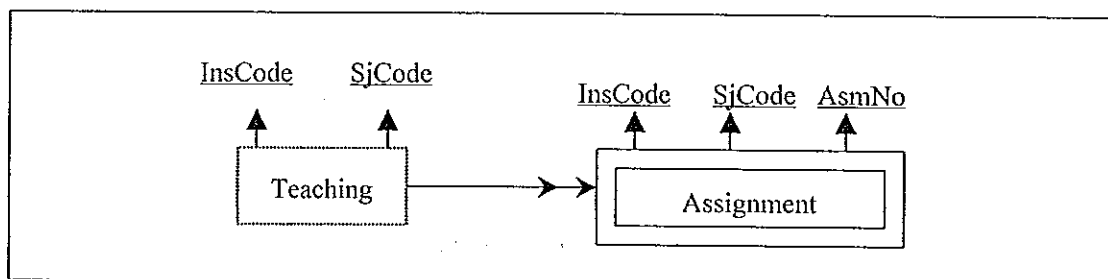 InsCode SjCode
InsCode SjCode AsmNo
Teaching
Assignment